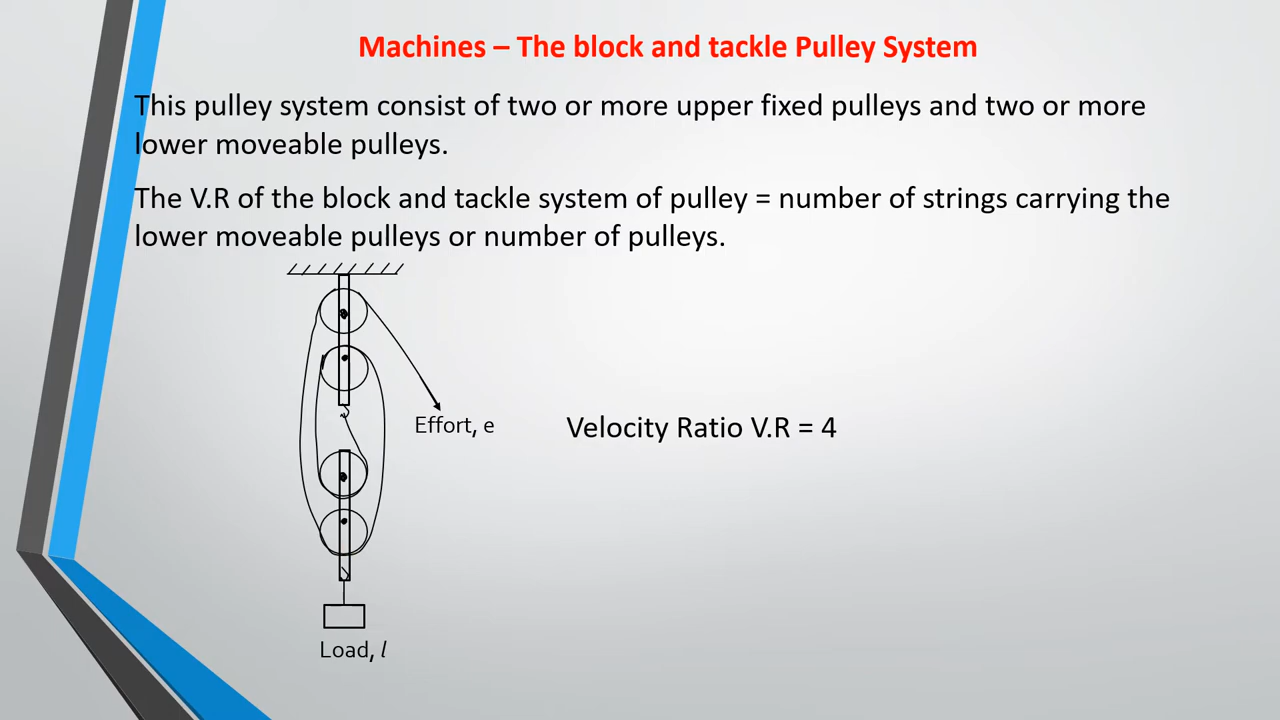 Machines – The block and tackle Pulley System
This pulley system consist of two or more upper fixed pulleys and two or more
lower moveable pulleys.
The V.R of the block and tackle system of pulley = number of strings carrying the
lower moveable pulleys or number of pulleys.
Effort, e
Velocity Ratio V.R = 4
Load, l